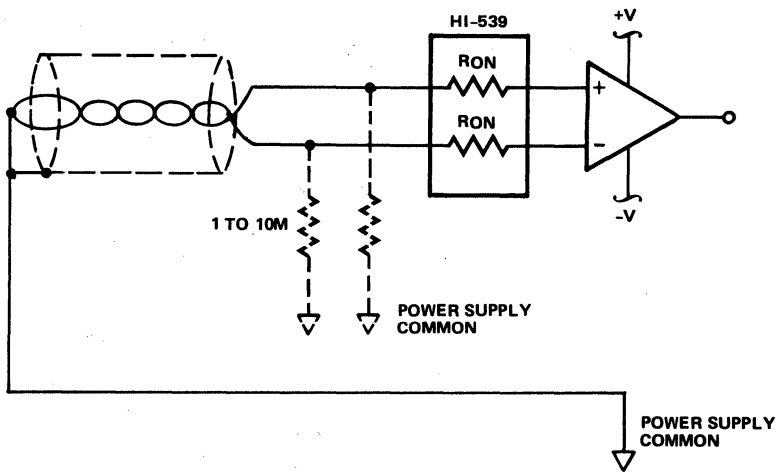 +V
HI-539
RON
+
RON
-
-V
1 TO 10M
POWER SUPPLY
COMMON
POWER SUPPLY
COMMON